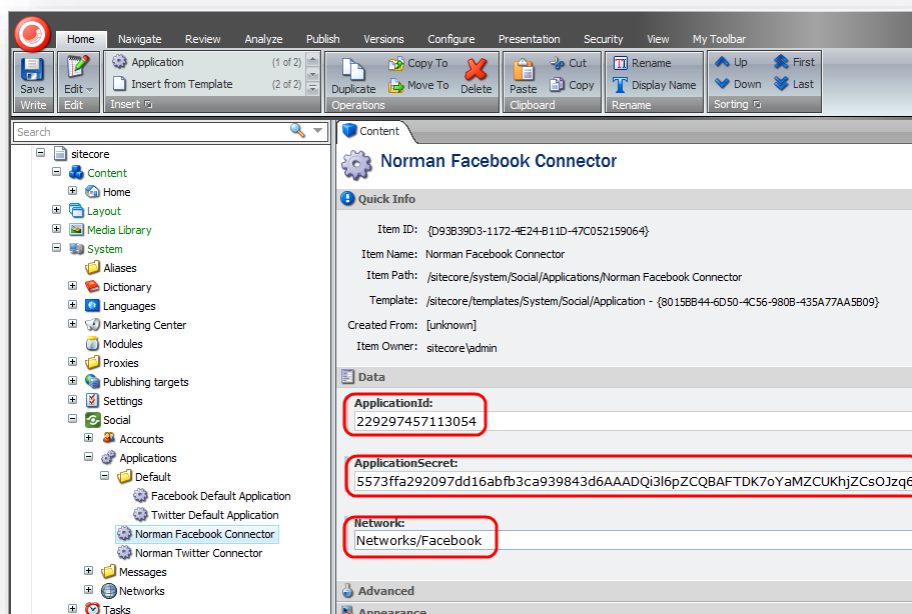 Home Navigate Review Analyze Publish Versions Configure Presentation Security View My Toolbar
Save
Write
Edit
Edit
Application (1 of 2)
Insert from Template (2 of 2)
Insert
Duplicate
Copy To
Move To
Delete
Operations
Paste
Cut
Copy
Clipboard
Rename
Display Name
Rename
Up First
Down Last
Sorting
Search
sitecore
Content
Home
Layout
Media Library
System
Aliases
Dictionary
Languages
Marketing Center
Modules
Proxies
Publishing targets
Settings
Social
Accounts
Applications
Default
Facebook Default Application
Twitter Default Application
Norman Facebook Connector
Norman Twitter Connector
Messages
Networks
Tasks
Content
Norman Facebook Connector
Quick Info
Item ID: {D93B39D3-1172-4E24-B11D-47C052159064}
Item Name: Norman Facebook Connector
Item Path: /sitecore/system/Social/Applications/Norman Facebook Connector
Template: /sitecore/templates/System/Social/Application - {8015BB44-6D50-4C56-980B-435A77AA5B09}
Created From: [unknown]
Item Owner: sitecore\admin
Data
ApplicationId:
229297457113054
ApplicationSecret:
5573ffa292097dd16abfb3ca939843d6AAADQi3l6pZCQBAFTDK7oYaMZCUKhjZCsOJzq6
Network:
Networks/Facebook
Advanced
Appearance